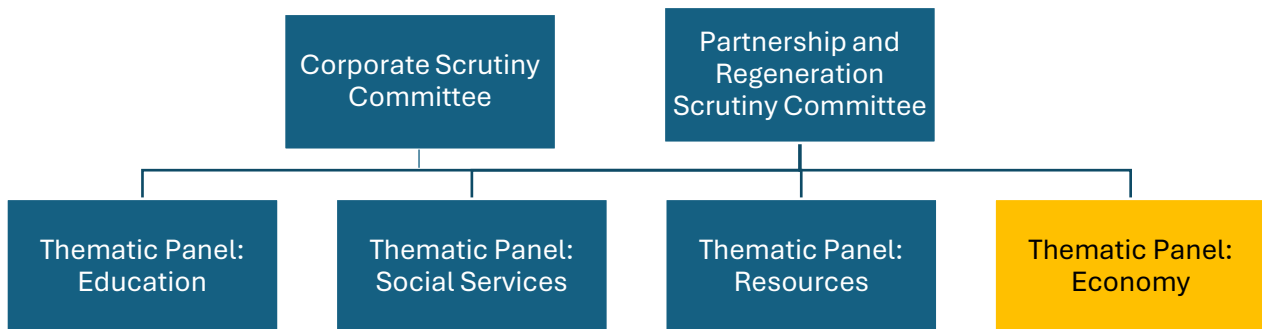 Corporate Scrutiny
Committee
Partnership and
Regeneration
Scrutiny Committee
Thematic Panel:
Education
Thematic Panel:
Social Services
Thematic Panel:
Resources
Thematic Panel:
Economy